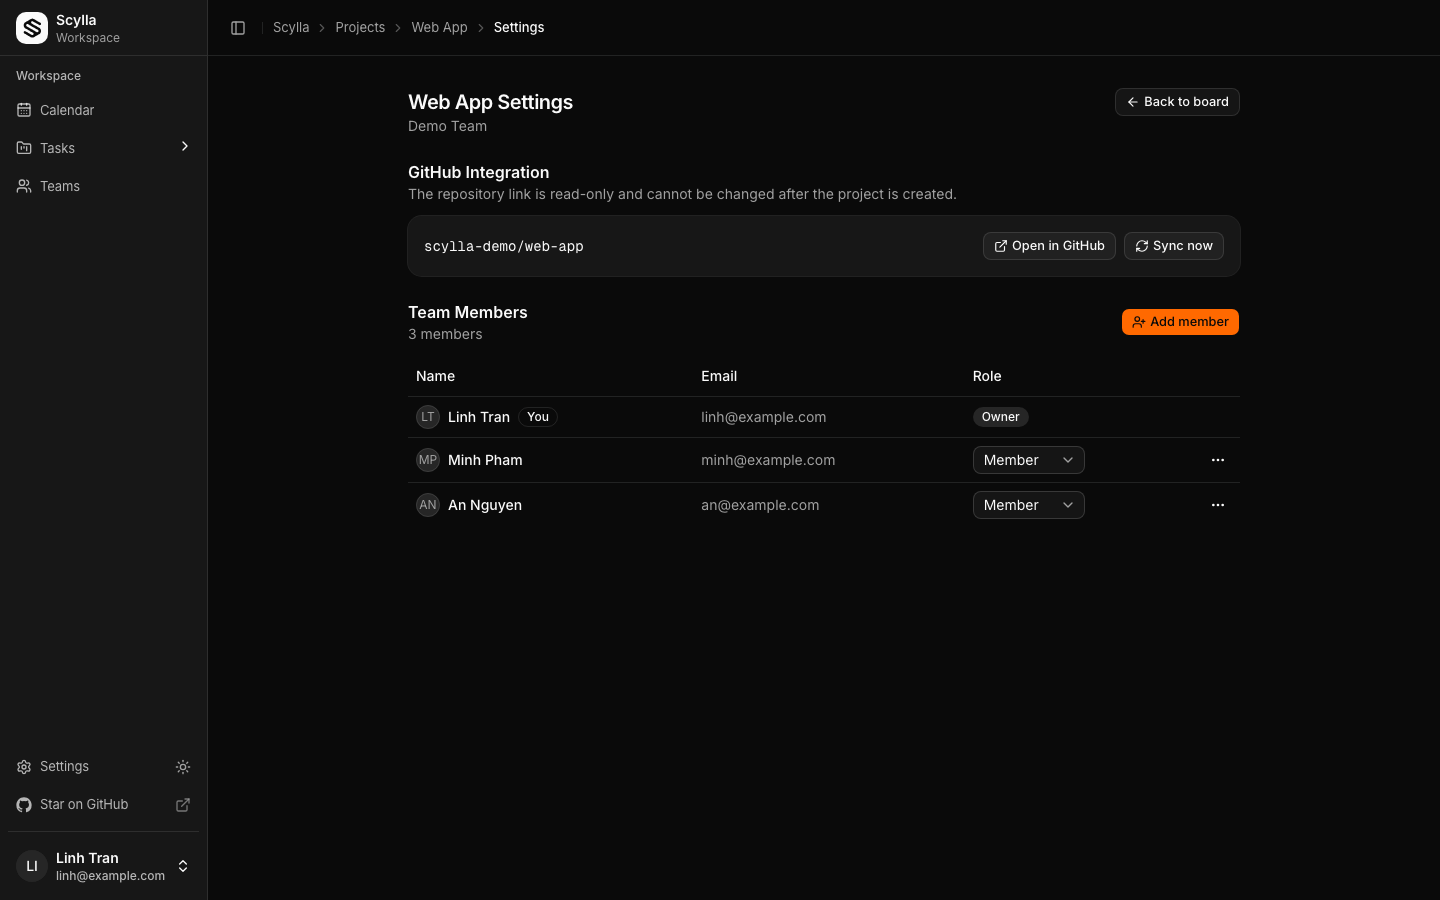 Scylla
Workspace
Workspace
Calendar
Tasks
Teams
Settings
Star on GitHub
LI
Linh Tran
linh@example.com
Scylla
Projects
Web App
Settings
Web App Settings
Demo Team
Back to board
GitHub Integration
The repository link is read-only and cannot be changed after the project is created.
scylla-demo/web-app
Open in GitHub
Sync now
Team Members
3 members
Add member
Name Email Role
LT Linh Tran You linh@example.com Owner
MP Minh Pham minh@example.com Member
AN An Nguyen an@example.com Member